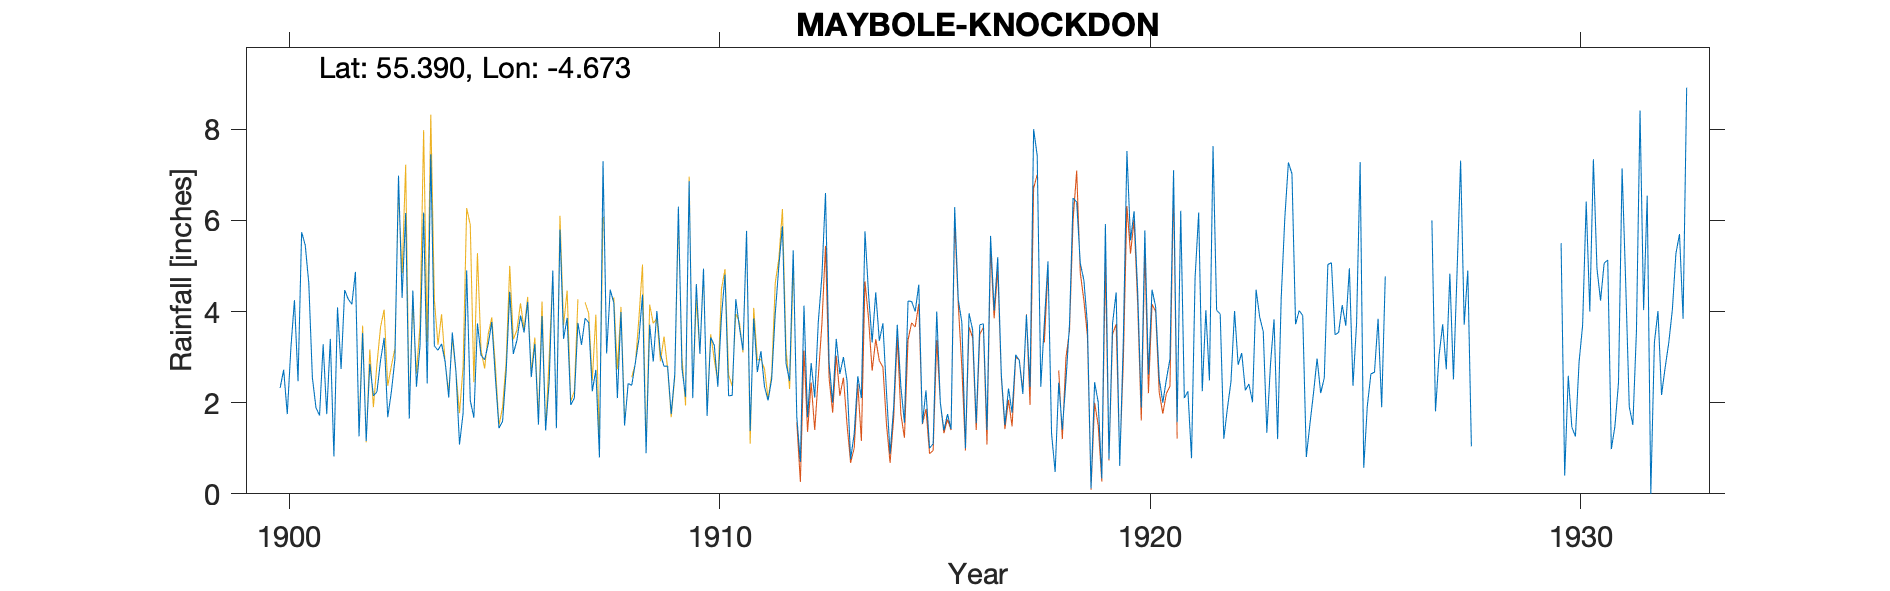 MAYBOLE-KNOCKDON
Lat: 55.390, Lon: -4.673
Rainfall [inches]
8
6
4
2
0
1900 1910 1920 1930
Year